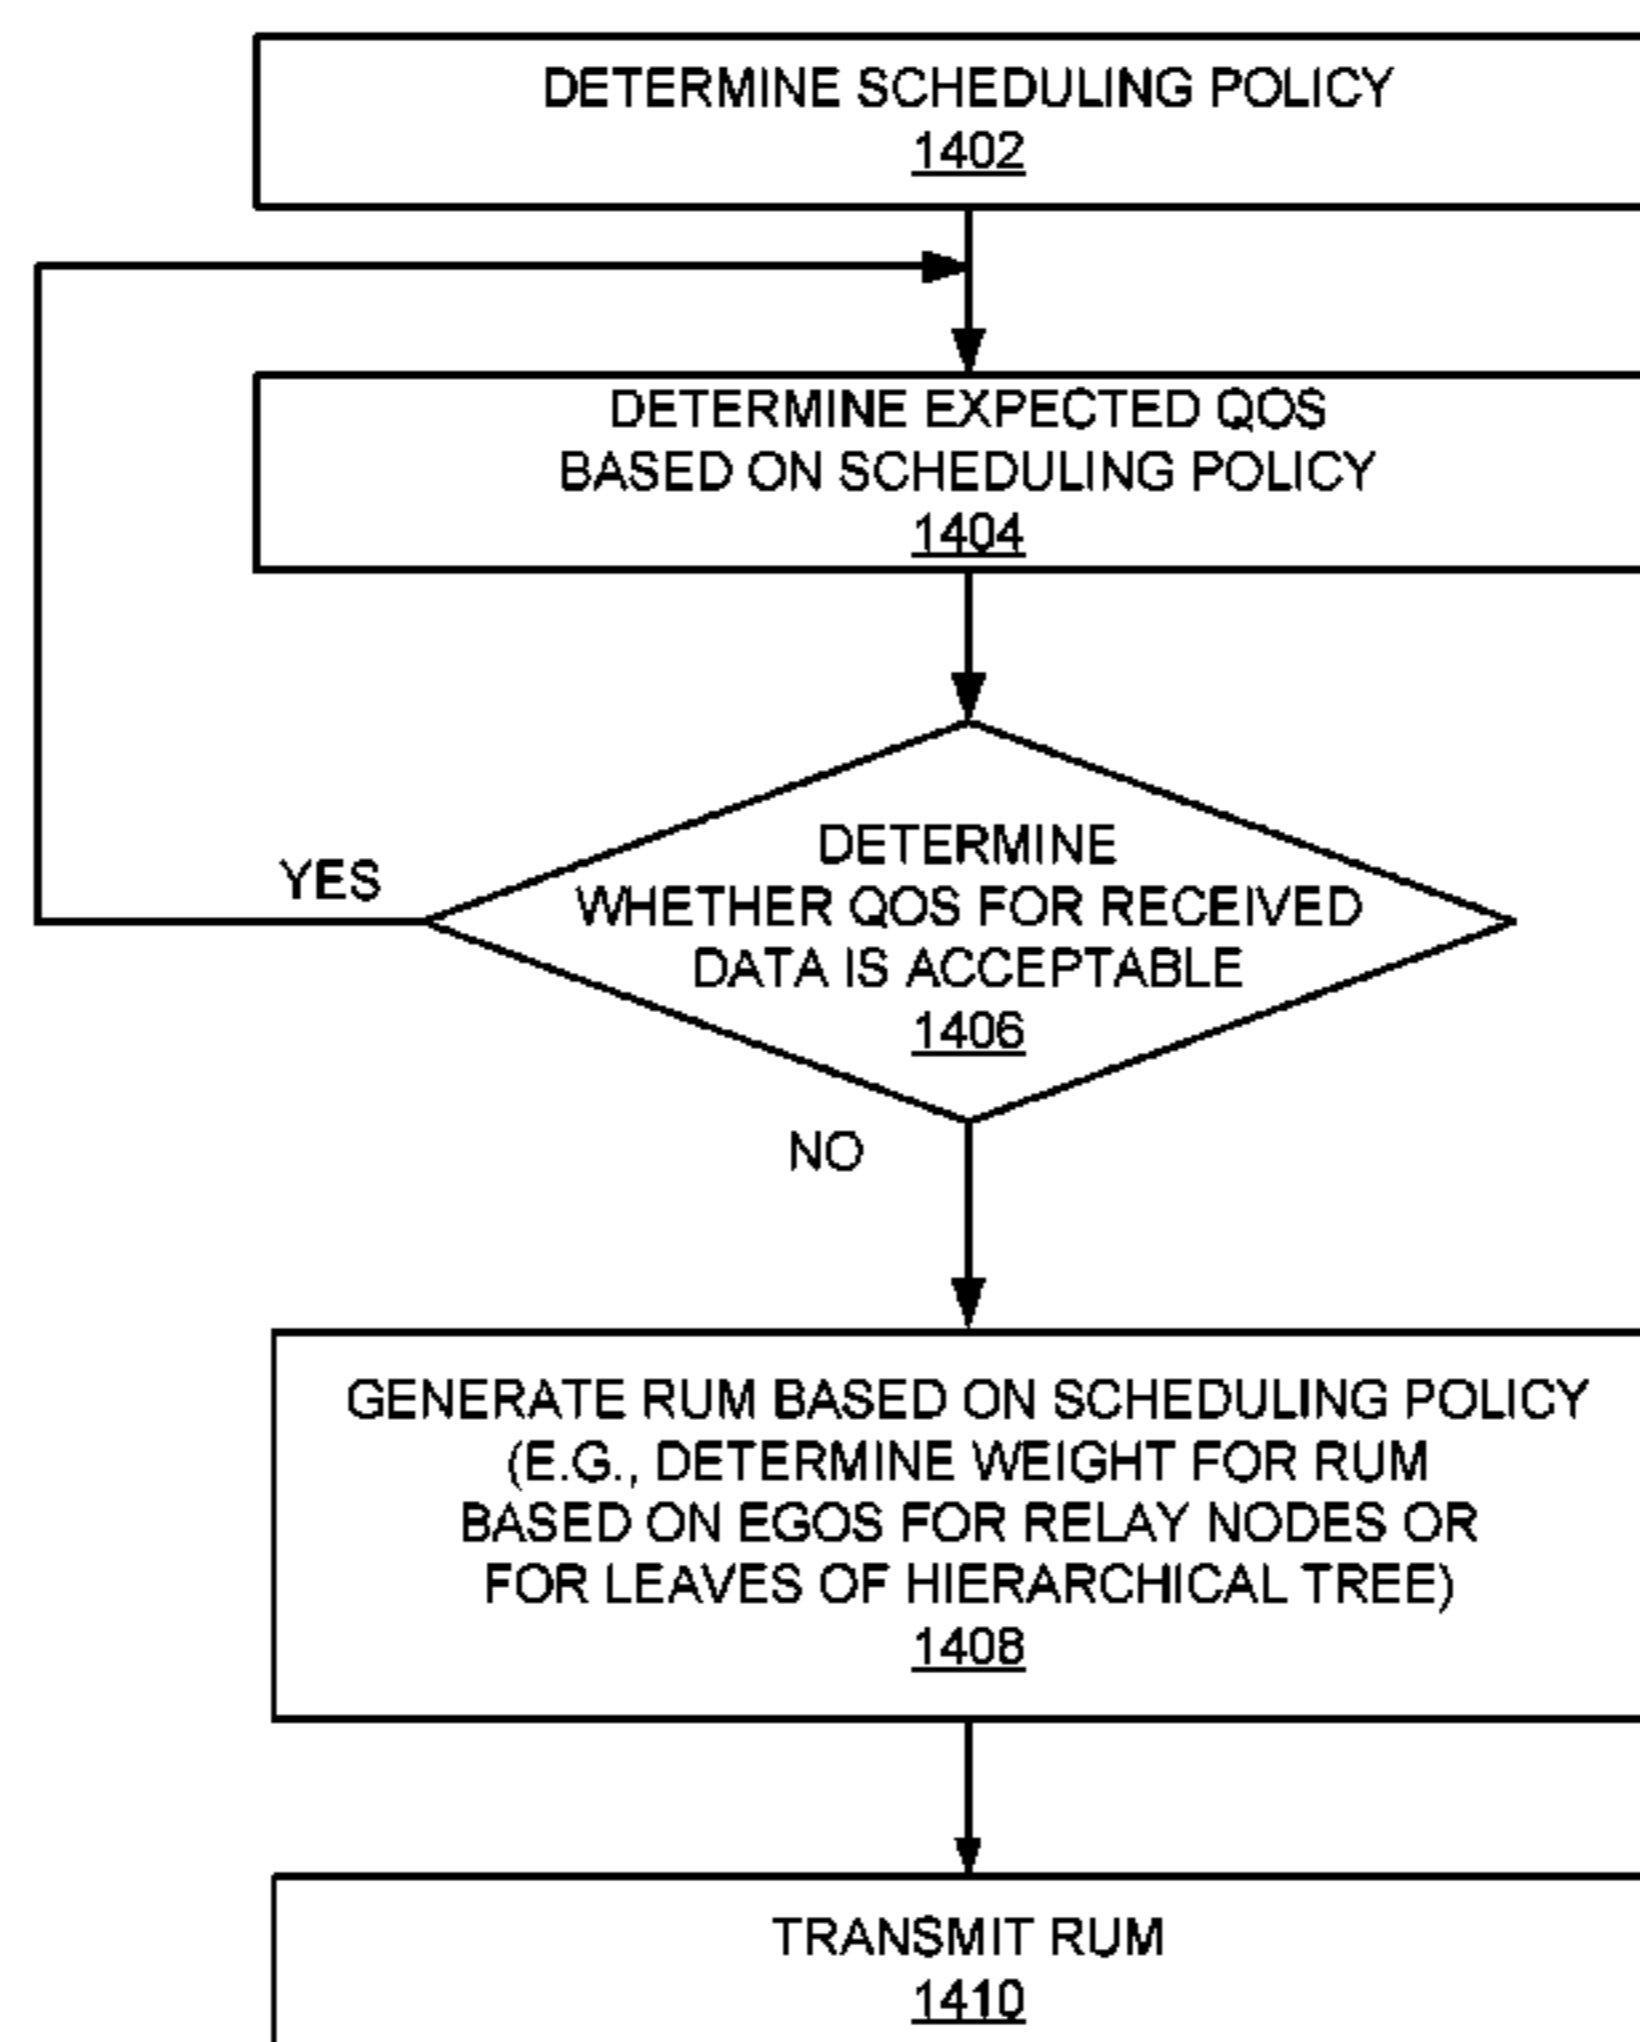 DETERMINE SCHEDULING POLICY
1402
DETERMINE EXPECTED QOS
BASED ON SCHEDULING POLICY
1404
DETERMINE
WHETHER QOS FOR RECEIVED
DATA IS ACCEPTABLE
1406
YES
NO
GENERATE RUM BASED ON SCHEDULING POLICY
(E.G., DETERMINE WEIGHT FOR RUM
BASED ON EGOS FOR RELAY NODES OR
FOR LEAVES OF HIERARCHICAL TREE)
1408
TRANSMIT RUM
1410